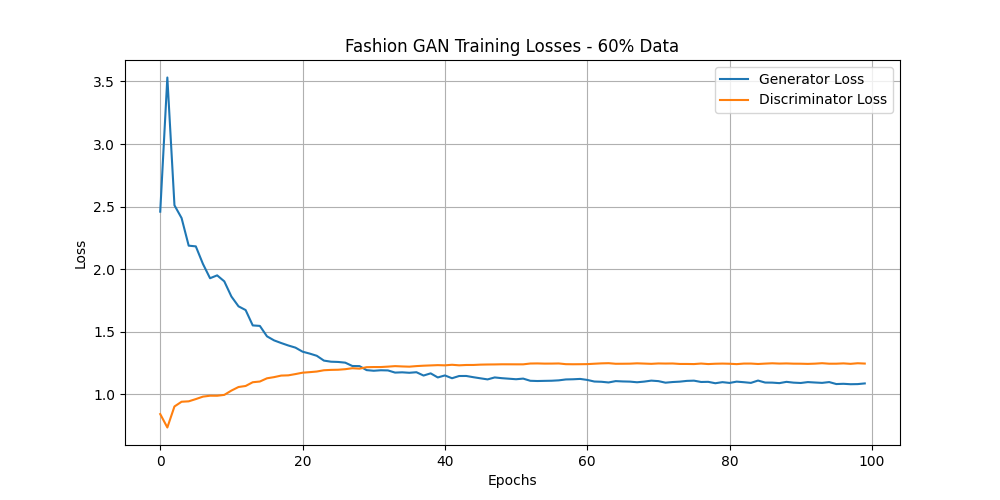 Fashion GAN Training Losses - 60% Data
Generator Loss
Discriminator Loss
3.5
3.0
2.5
2.0
1.5
1.0
Loss
0
20
40
60
80
100
Epochs